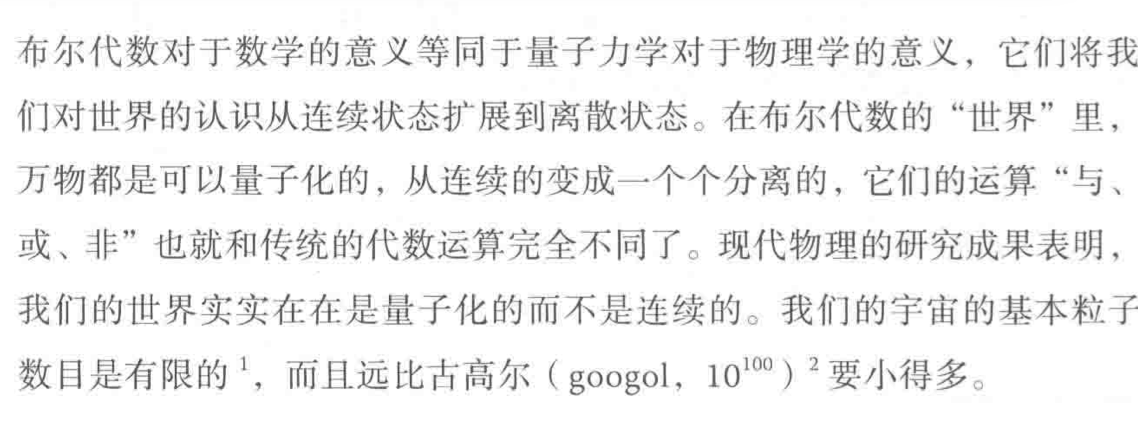 布尔代数对于数学的意义等同于量子力学对于物理学的意义，它们将我
们对世界的认识从连续状态扩展到离散状态。在布尔代数的“世界”里，
万物都是可以量子化的，从连续的变成一个个分离的，它们的运算“与、
或、非”也就和传统的代数运算完全不同了。现代物理的研究成果表明，
我们的世界实实在在是量子化的而不是连续的。我们的宇宙的基本粒子
数目是有限的¹，而且远比古高尔（googol，10¹⁰⁰）²要小得多。